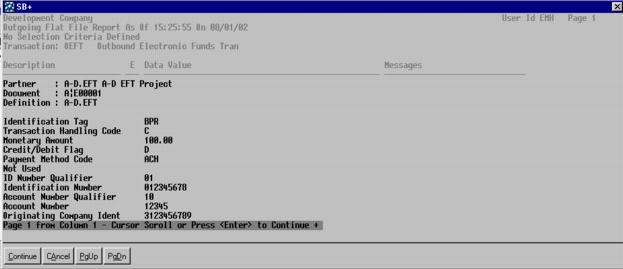 SB+
Development Company User Id EMH Page 1
Outgoing Flat File Report As Of 15:25:55 On 08/01/02
No Selection Criteria Defined
Transaction: OEFT Outbound Electronic Funds Tran
Description E Data Value Messages
Partner : A-D.EFT A-D EFT Project
Document : A¦E00001
Definition : A-D.EFT
Identification Tag BPR
Transaction Handling Code C
Monetary Amount 100.00
Credit/Debit Flag D
Payment Method Code ACH
Not Used
ID Number Qualifier 01
Identification Number 012345678
Account Number Qualifier 10
Account Number 12345
Originating Company Ident 3123456789
Page 1 from Column 1 - Cursor Scroll or Press <Enter> to Continue +
Continue CAncel PgUp PgDn